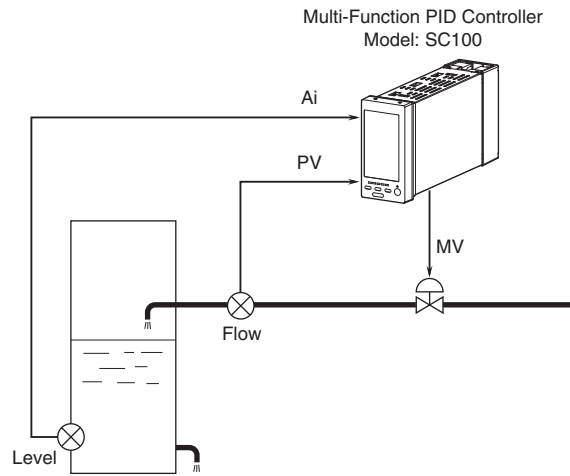 Multi-Function PID Controller
Model: SC100
Ai
PV
MV
Flow
Level